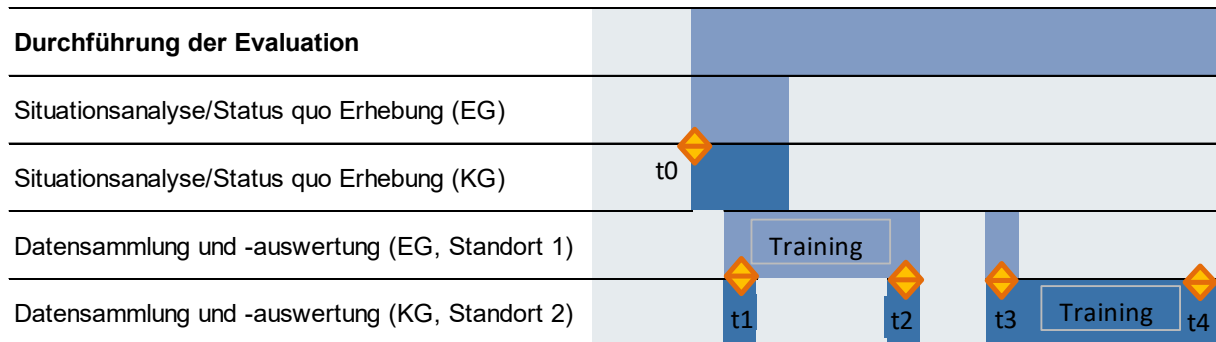 Durchführung der Evaluation
Situationsanalyse/Status quo Erhebung (EG)
Situationsanalyse/Status quo Erhebung (KG)
t0
Datensammlung und -auswertung (EG, Standort 1)
Training
Datensammlung und -auswertung (KG, Standort 2)
t1
t2
t3
Training
t4